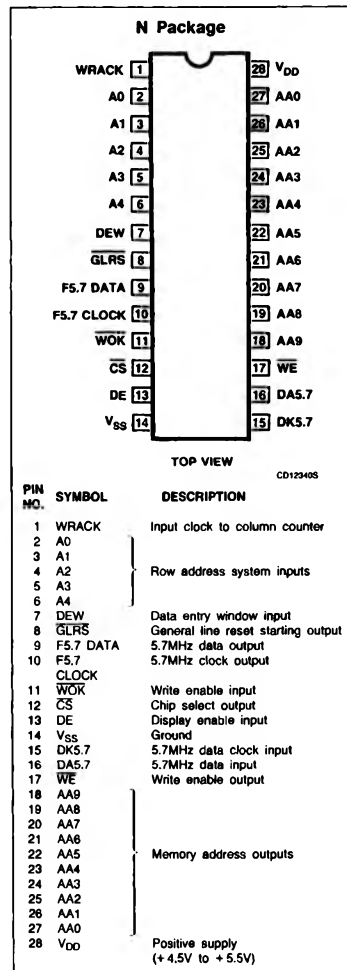 N Package
WRACK 1 28 VDD
A0 2 27 AA0
A1 3 26 AA1
A2 4 25 AA2
A3 5 24 AA3
A4 6 23 AA4
DEW 7 22 AA5
GLRS 8 21 AA6
F5.7 DATA 9 20 AA7
F5.7 CLOCK 10 19 AA8
WOK 11 18 AA9
CS 12 17 WE
DE 13 16 DA5.7
VSS 14 15 DK5.7
TOP VIEW
CD12340S
PIN NO. SYMBOL DESCRIPTION
1 WRACK Input clock to column counter
2 A0
3 A1
4 A2 Row address system inputs
5 A3
6 A4
7 DEW Data entry window input
8 GLRS General line reset starting output
9 F5.7 DATA 5.7MHz data output
10 F5.7 5.7MHz clock output
CLOCK
11 WOK Write enable input
12 CS Chip select output
13 DE Display enable input
14 VSS Ground
15 DK5.7 5.7MHz data clock input
16 DA5.7 5.7MHz data input
17 WE Write enable output
18 AA9
19 AA8
20 AA7
21 AA6
22 AA5 Memory address outputs
23 AA4
24 AA3
25 AA2
26 AA1
27 AA0
28 VDD Positive supply
(+ 4.5V to + 5.5V)